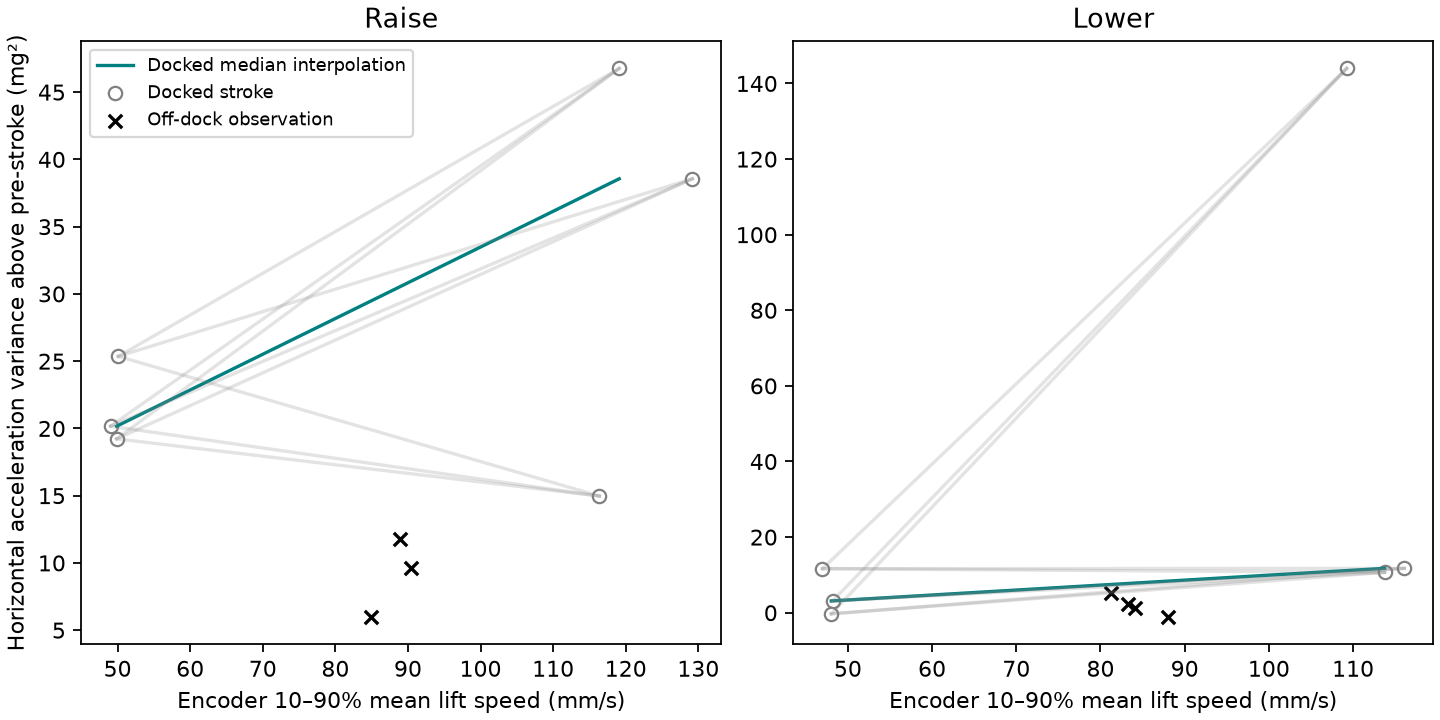 Raise
Horizontal acceleration variance above pre-stroke (mg²)
45
40
35
30
25
20
15
10
5
Docked median interpolation
Docked stroke
Off-dock observation
50 60 70 80 90 100 110 120 130
Encoder 10–90% mean lift speed (mm/s)
Lower
140
120
100
80
60
40
20
0
50 60 70 80 90 100 110
Encoder 10–90% mean lift speed (mm/s)